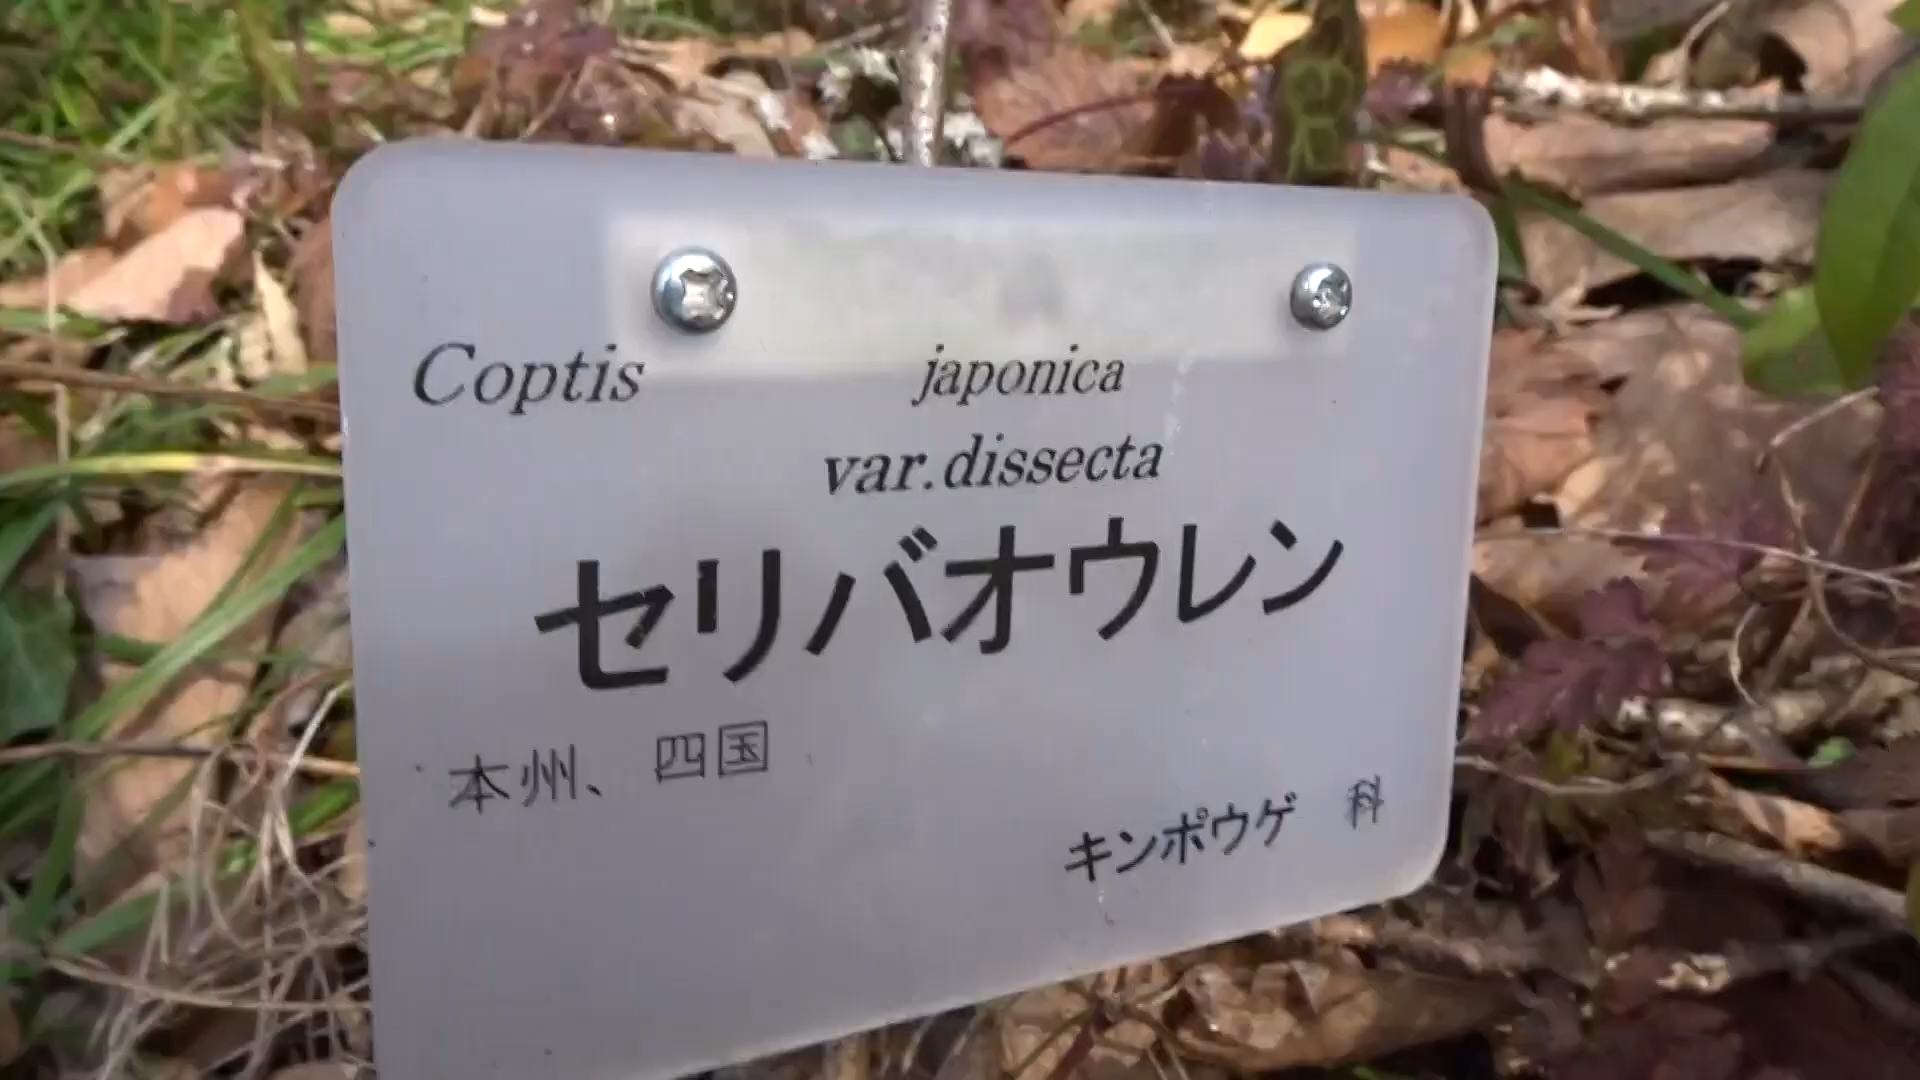 Coptis japonica
var.dissecta
セリバオウレン
本州、四国
キンポウゲ 科